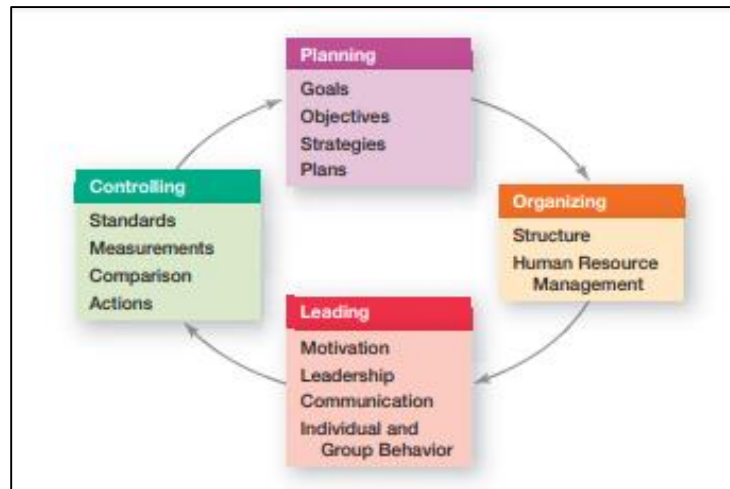 Planning
Goals
Objectives
Strategies
Plans
Organizing
Structure
Human Resource
Management
Leading
Motivation
Leadership
Communication
Individual and
Group Behavior
Controlling
Standards
Measurements
Comparison
Actions